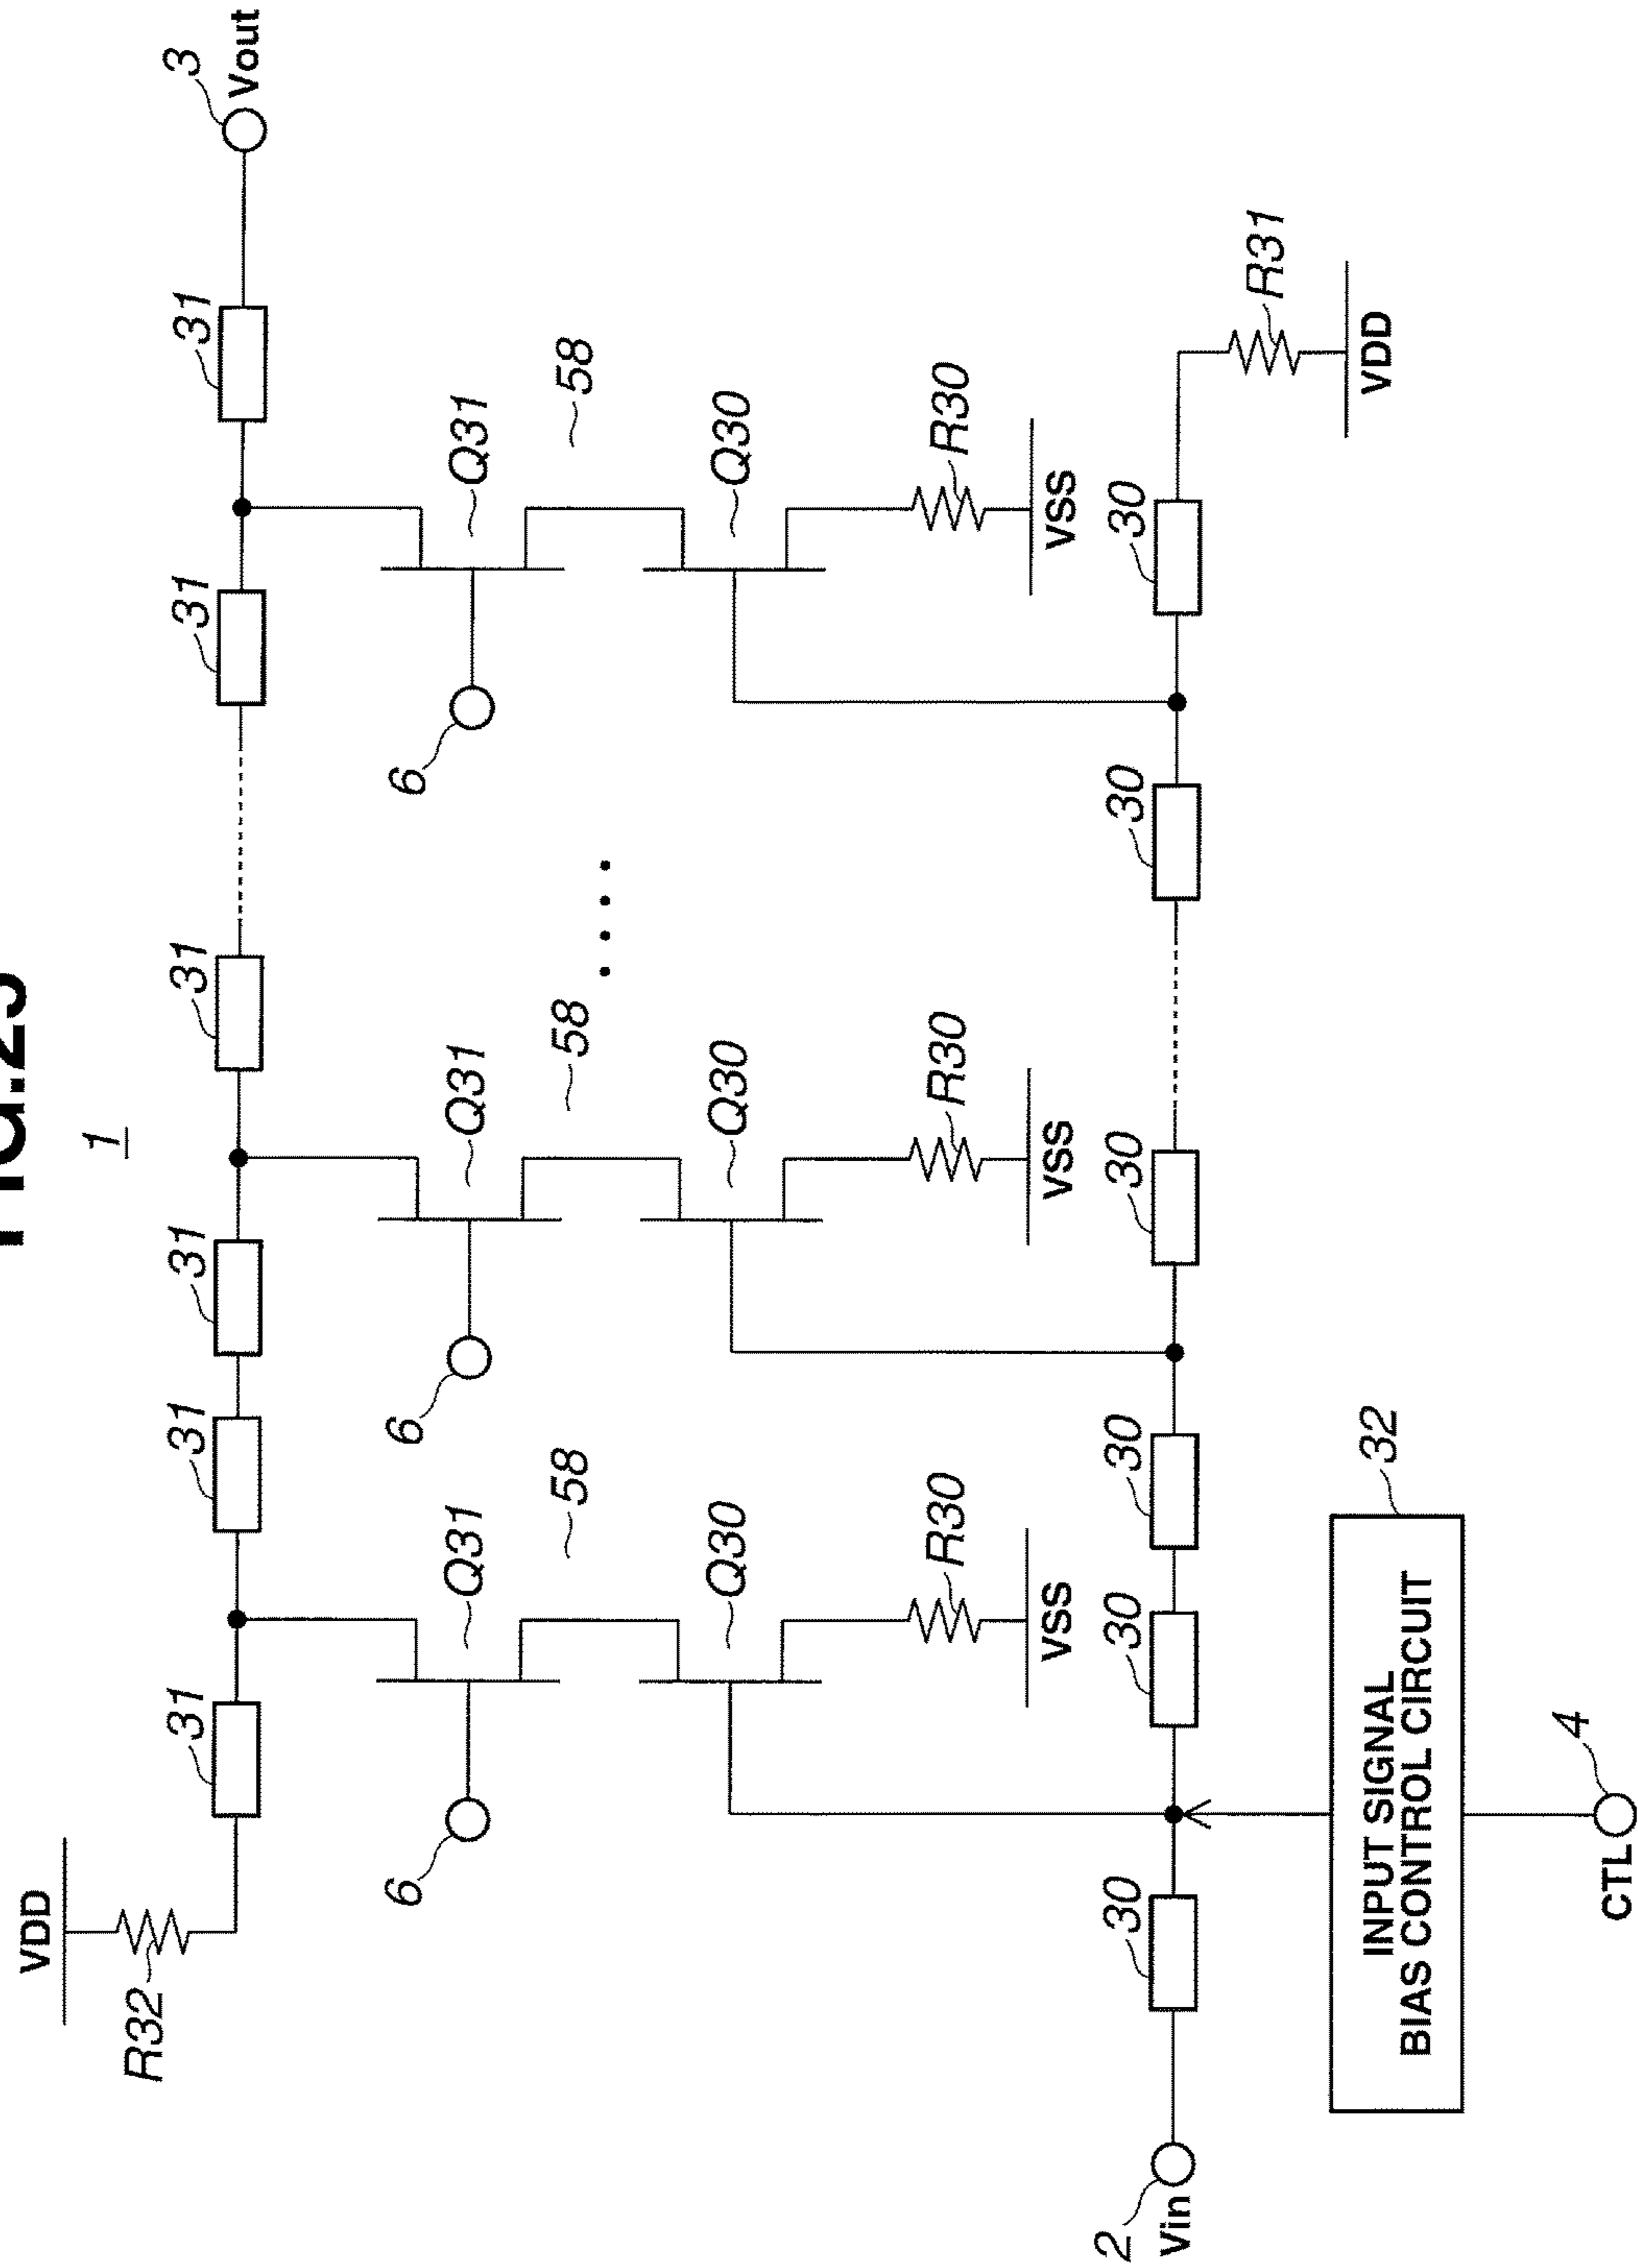 1
VDD
R32
31
31
31
31
31
31
3
Vout
6
Q31
58
6
Q31
58
6
Q31
58
Q30
Q30
Q30
R30
R30
R30
VSS
VSS
VSS
2
Vin
30
30
30
30
30
30
R31
VDD
INPUT SIGNAL
BIAS CONTROL CIRCUIT
32
CTL
4